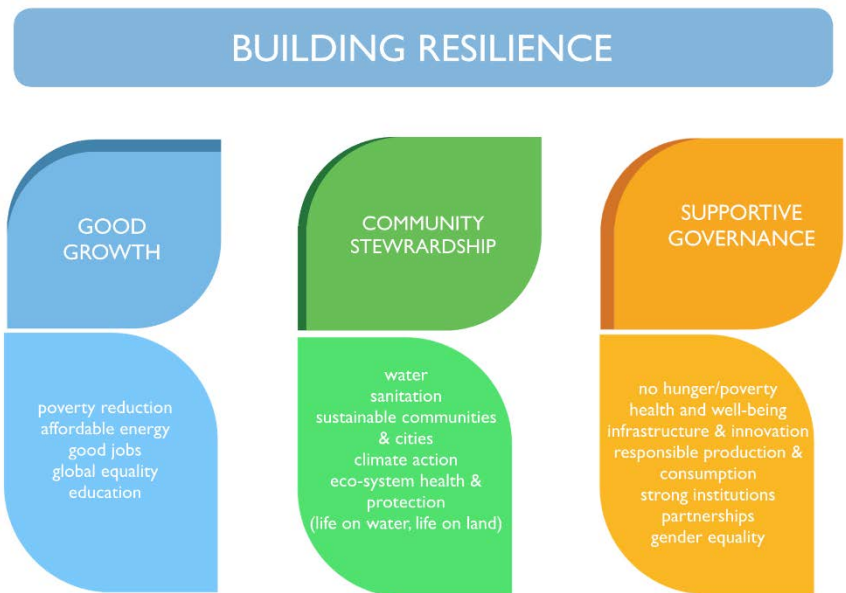 BUILDING RESILIENCE
GOOD
GROWTH
poverty reduction
affordable energy
good jobs
global equality
education
COMMUNITY
STEWRARDSHIP
water
sanitation
sustainable communities
& cities
climate action
eco-system health &
protection
(life on water, life on land)
SUPPORTIVE
GOVERNANCE
no hunger/poverty
health and well-being
infrastructure & innovation
responsible production &
consumption
strong institutions
partnerships
gender equality